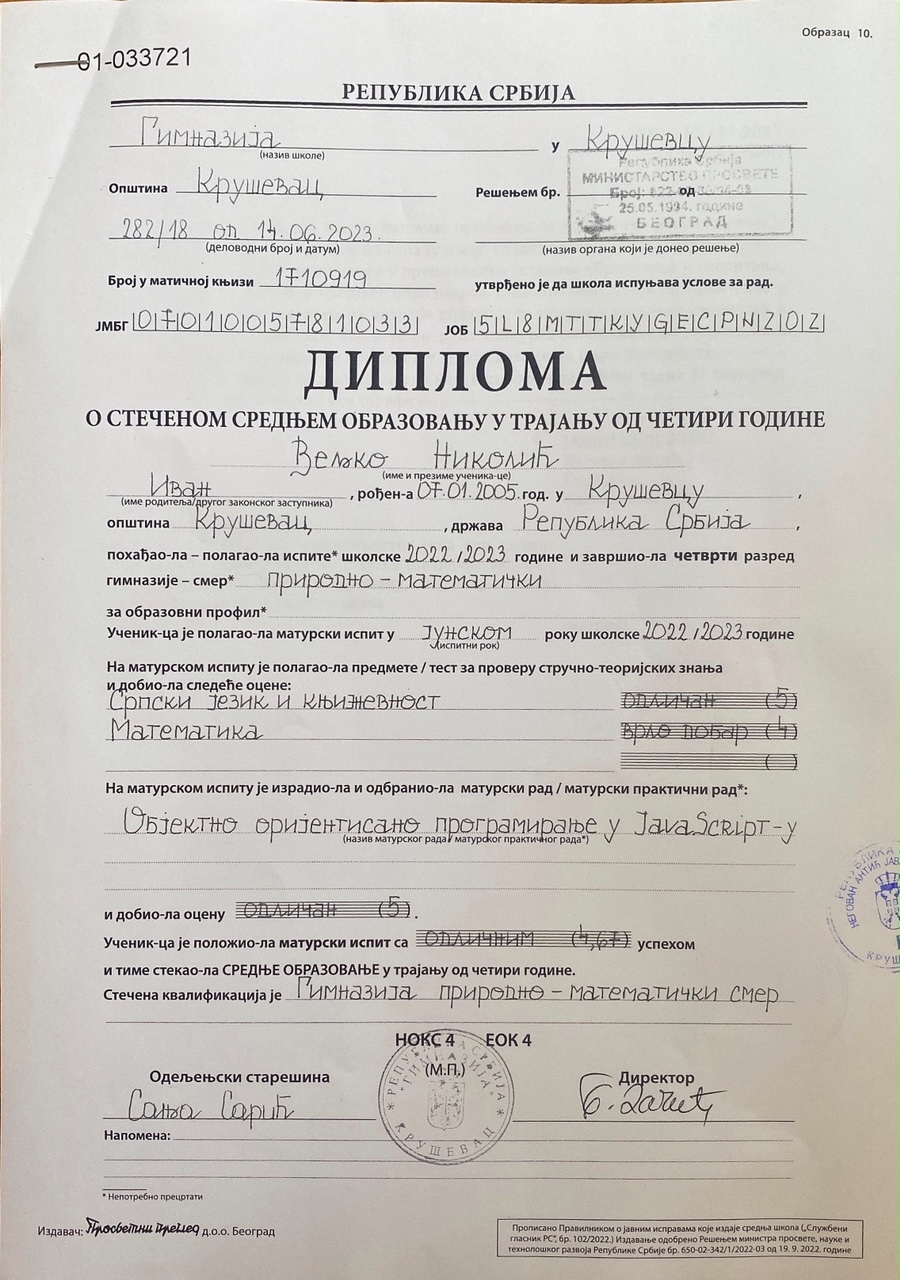 Образац 10.
01-033721
РЕПУБЛИКА СРБИЈА
Гимназија у Крушевцу
(назив школе)
Република Србија
МИНИСТАРСТВО ПРОСВЕТЕ
Општина Крушевац Решењем бр. од
Број:
25.05.1994. године
БЕОГРАД
282/18 од 14.06.2023.
(деловодни број и датум) (назив органа који је донео решење)
Број у матичној књизи 1710919 утврђено је да школа испуњава услове за рад.
ЈМБГ 0701005781033 ЈОБ 5L8MTTKYGECPNZOZ
ДИПЛОМА
О СТЕЧЕНОМ СРЕДЊЕМ ОБРАЗОВАЊУ У ТРАЈАЊУ ОД ЧЕТИРИ ГОДИНЕ
Вељко Николић
(име и презиме ученика-це)
Иван, рођен-а 07.01.2005. год. у Крушевцу,
(име родитеља/другог законског заступника)
општина Крушевац, држава Република Србија,
похађао-ла – полагао-ла испите* школске 2022/2023 године и завршио-ла четврти разред
гимназије – смер* природно – математички
за образовни профил*
Ученик-ца је полагао-ла матурски испит у јунском року школске 2022/2023 године
(испитни рок)
На матурском испиту је полагао-ла предмете / тест за проверу стручно-теоријских знања
и добио-ла следеће оцене:
Српски језик и књижевност одличан (5)
Математика врло добар (4)
( )
На матурском испиту је израдио-ла и одбранио-ла матурски рад / матурски практични рад*:
Објектно оријентисано програмирање у JavaScript-у
(назив матурског рада / матурског практичног рада*)
и добио-ла оцену одличан (5).
Ученик-ца је положио-ла матурски испит са одличним (4,67) успехом
и тиме стекао-ла СРЕДЊЕ ОБРАЗОВАЊЕ у трајању од четири године.
Стечена квалификација је Гимназија природно – математички смер
НОКС 4 ЕОК 4
(М.П.)
РЕПУБЛИКА СРБИЈА
"ГИМНАЗИЈА"
КРУШЕВАЦ
Одељенски старешина Директор
Сања Сарић
Напомена:
* Непотребно прецртати
Издавач: Просветни преглед д.о.о. Београд
Прописано Правилником о јавним исправама које издаје средња школа („Службени
гласник РС", бр. 102/2022.) Издавање одобрено Решењем министра просвете, науке и
технолошког развоја Републике Србије бр. 650-02-342/1/2022-03 од 19. 9. 2022. године